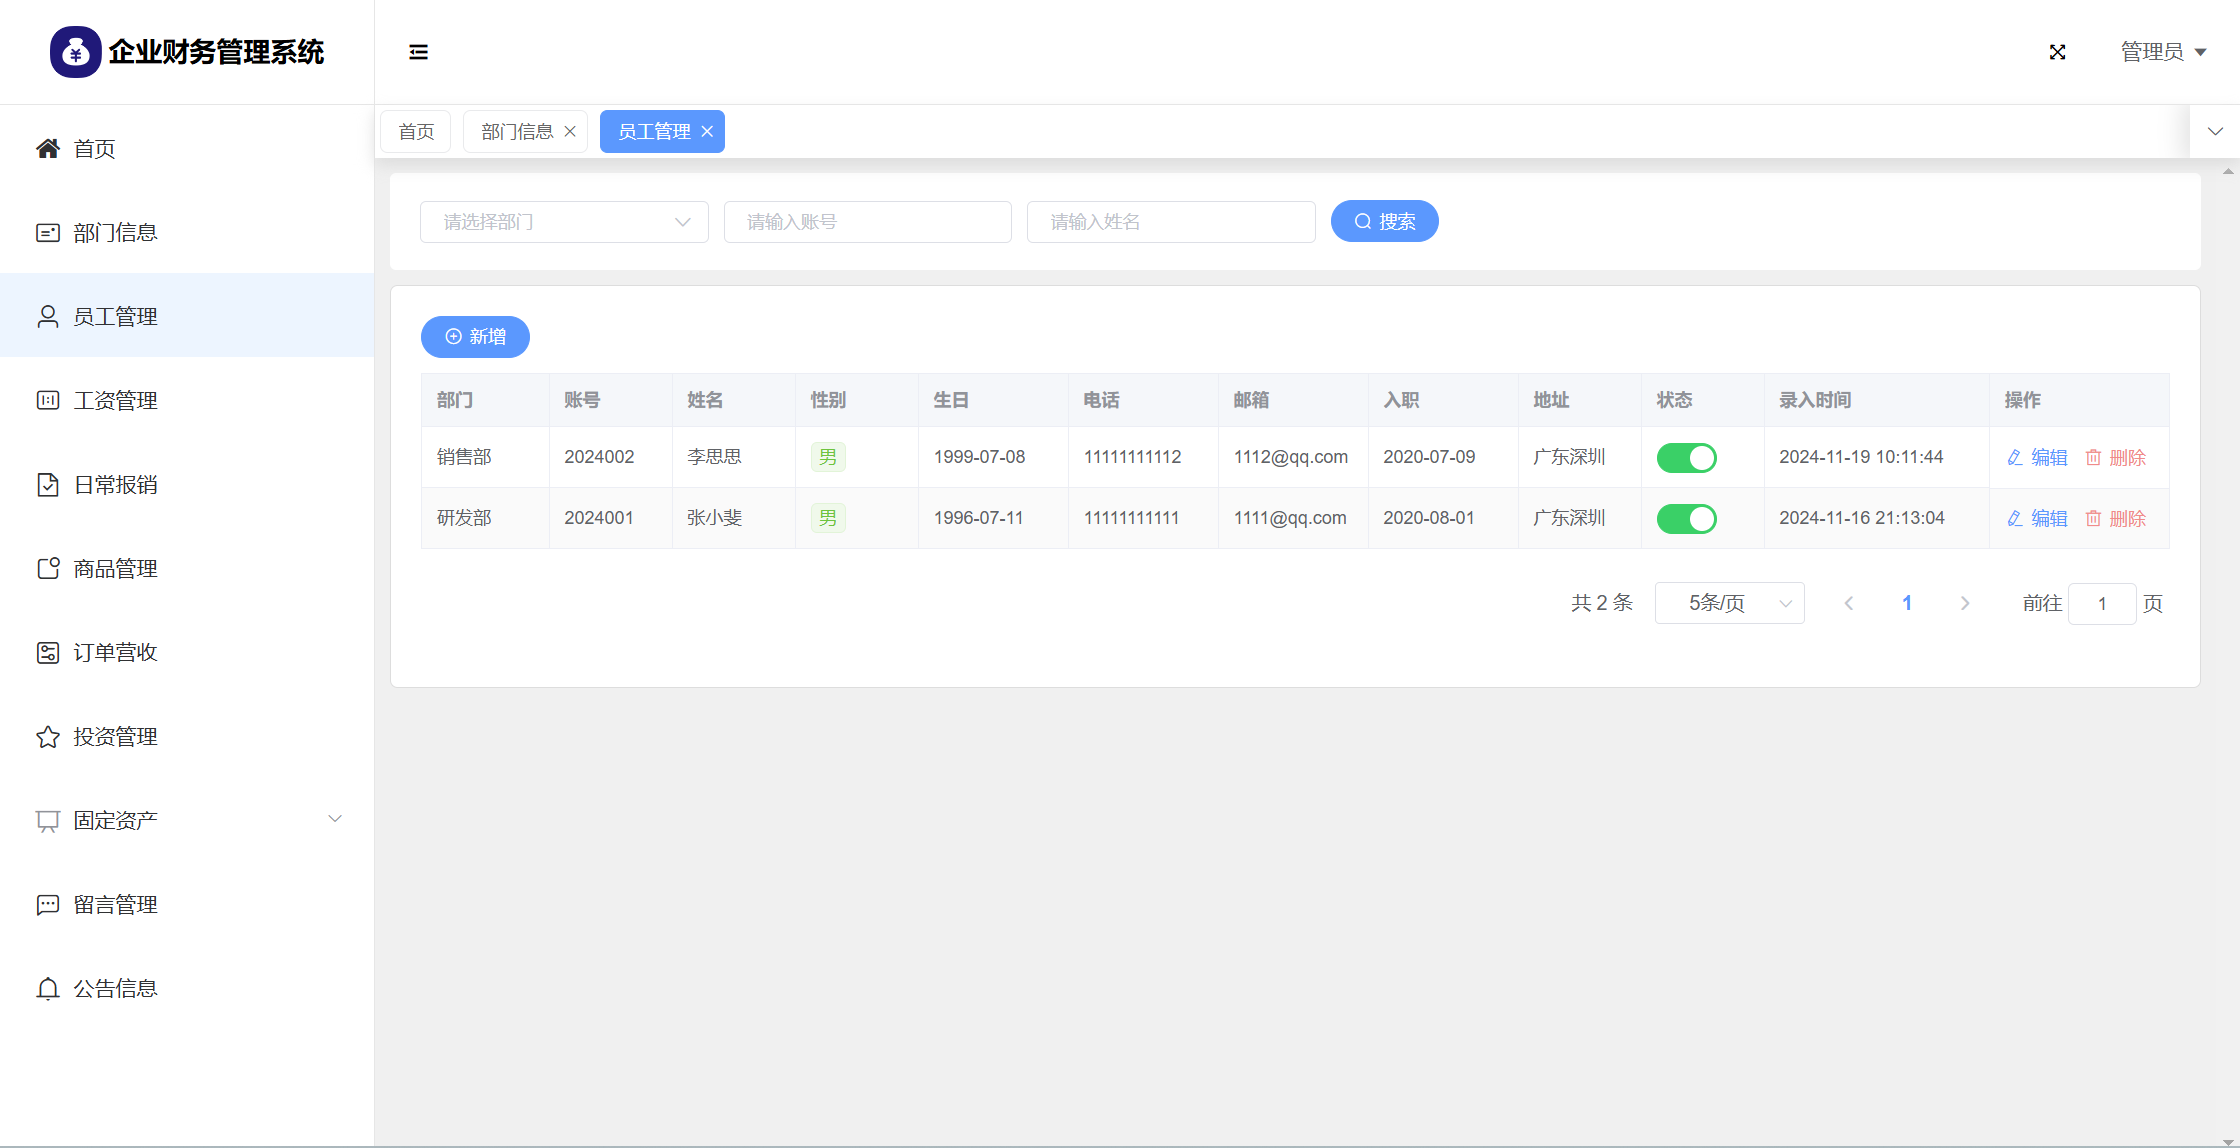 企业财务管理系统
管理员
首页
部门信息
员工管理
工资管理
日常报销
商品管理
订单营收
投资管理
固定资产
留言管理
公告信息
首页 部门信息 员工管理
请选择部门 请输入账号 请输入姓名 搜索
新增
部门 账号 姓名 性别 生日 电话 邮箱 入职 地址 状态 录入时间 操作
销售部 2024002 李思思 男 1999-07-08 11111111112 1112@qq.com 2020-07-09 广东深圳 2024-11-19 10:11:44 编辑 删除
研发部 2024001 张小斐 男 1996-07-11 11111111111 1111@qq.com 2020-08-01 广东深圳 2024-11-16 21:13:04 编辑 删除
共 2 条 5条/页 1 前往 1 页